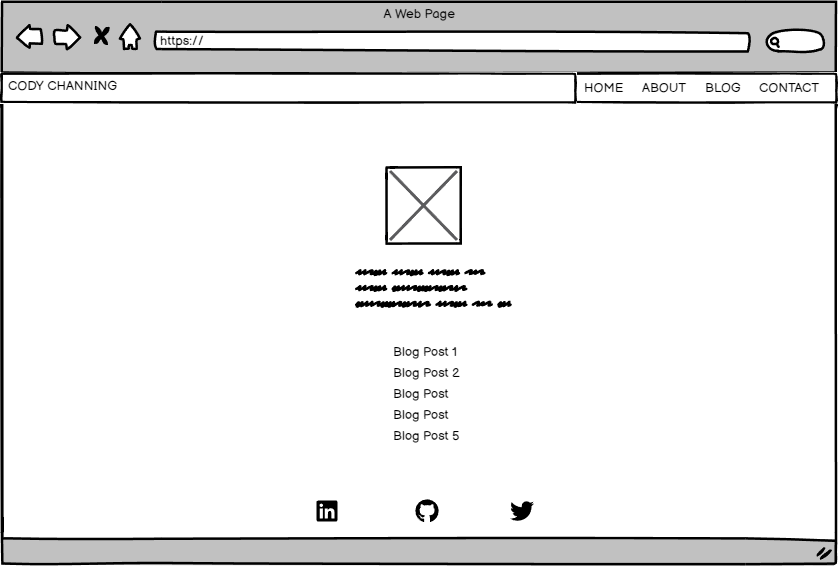 A Web Page
https://
CODY CHANNING
HOME ABOUT BLOG CONTACT
Blog Post 1
Blog Post 2
Blog Post
Blog Post
Blog Post 5
in